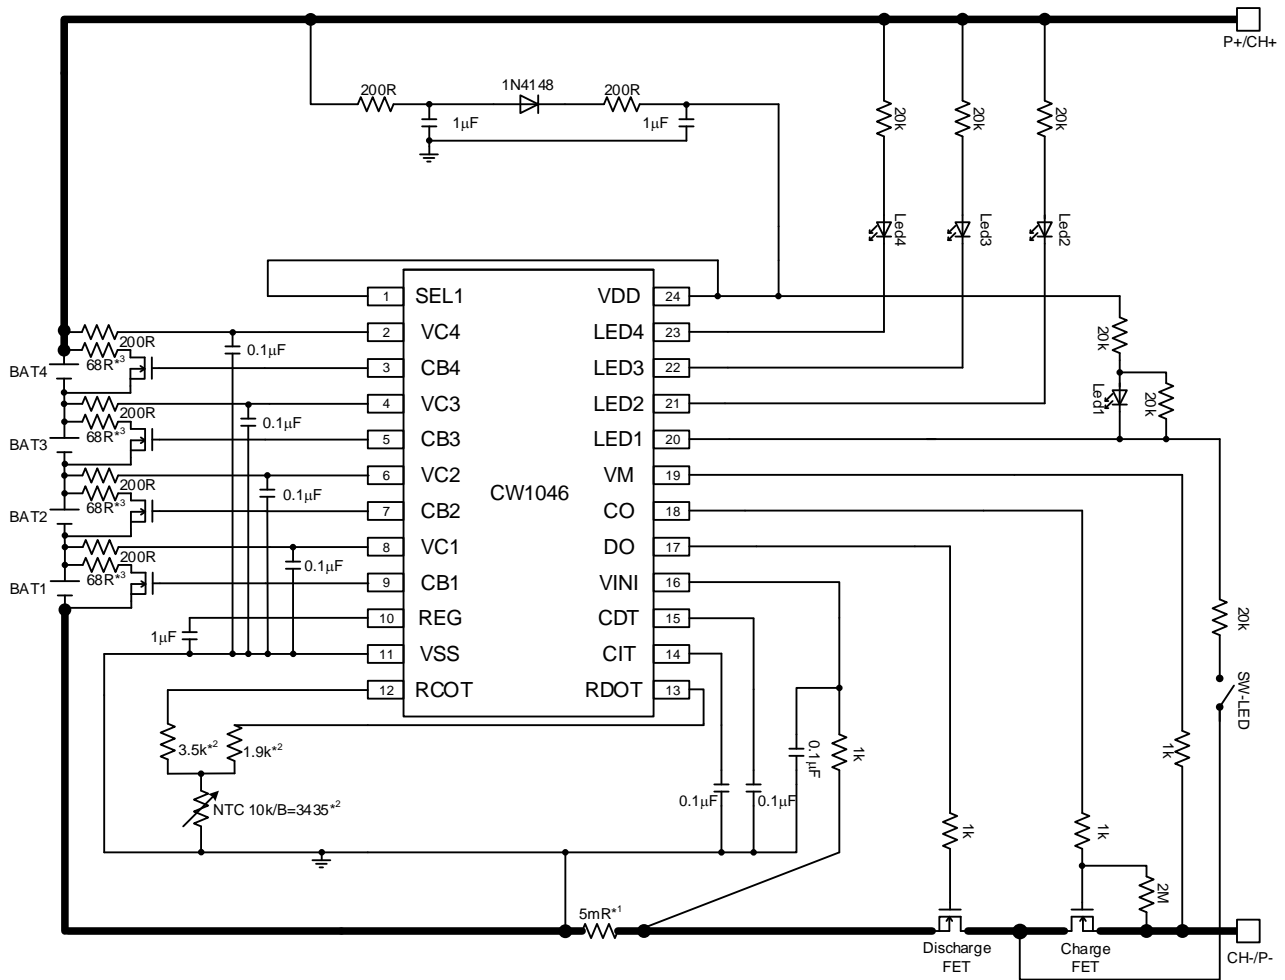 P+/CH+
200R
1N4148
200R
1µF
1µF
20k
20k
20k
Led4
Led3
Led2
1
SEL1
VDD
24
2
VC4
LED4
23
3
CB4
LED3
22
4
VC3
LED2
21
5
CB3
LED1
20
6
VC2
VM
19
7
CB2
CO
18
8
VC1
DO
17
9
CB1
VINI
16
10
REG
CDT
15
11
VSS
CIT
14
12
RCOT
RDOT
13
CW1046
200R
0.1µF
BAT4
68R*3
200R
0.1µF
BAT3
68R*3
200R
0.1µF
BAT2
68R*3
200R
0.1µF
BAT1
68R*3
1µF
20k
Led1
20k
20k
SW-LED
3.5k*2
1.9k*2
NTC 10k/B=3435*2
0.1µF
1k
0.1µF
0.1µF
1k
1k
1k
2M
5mR*1
Discharge
FET
Charge
FET
CH-/P-